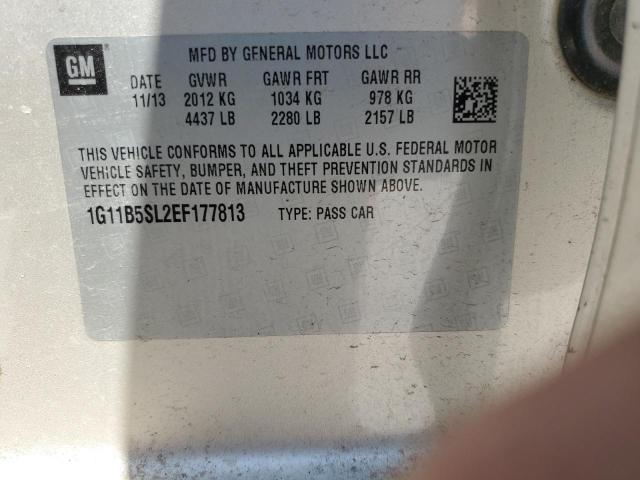 GM
MFD BY GENERAL MOTORS LLC
DATE GVWR GAWR FRT GAWR RR
11/13 2012 KG 1034 KG 978 KG
4437 LB 2280 LB 2157 LB
THIS VEHICLE CONFORMS TO ALL APPLICABLE U.S. FEDERAL MOTOR
VEHICLE SAFETY, BUMPER, AND THEFT PREVENTION STANDARDS IN
EFFECT ON THE DATE OF MANUFACTURE SHOWN ABOVE.
1G11B5SL2EF177813 TYPE: PASS CAR